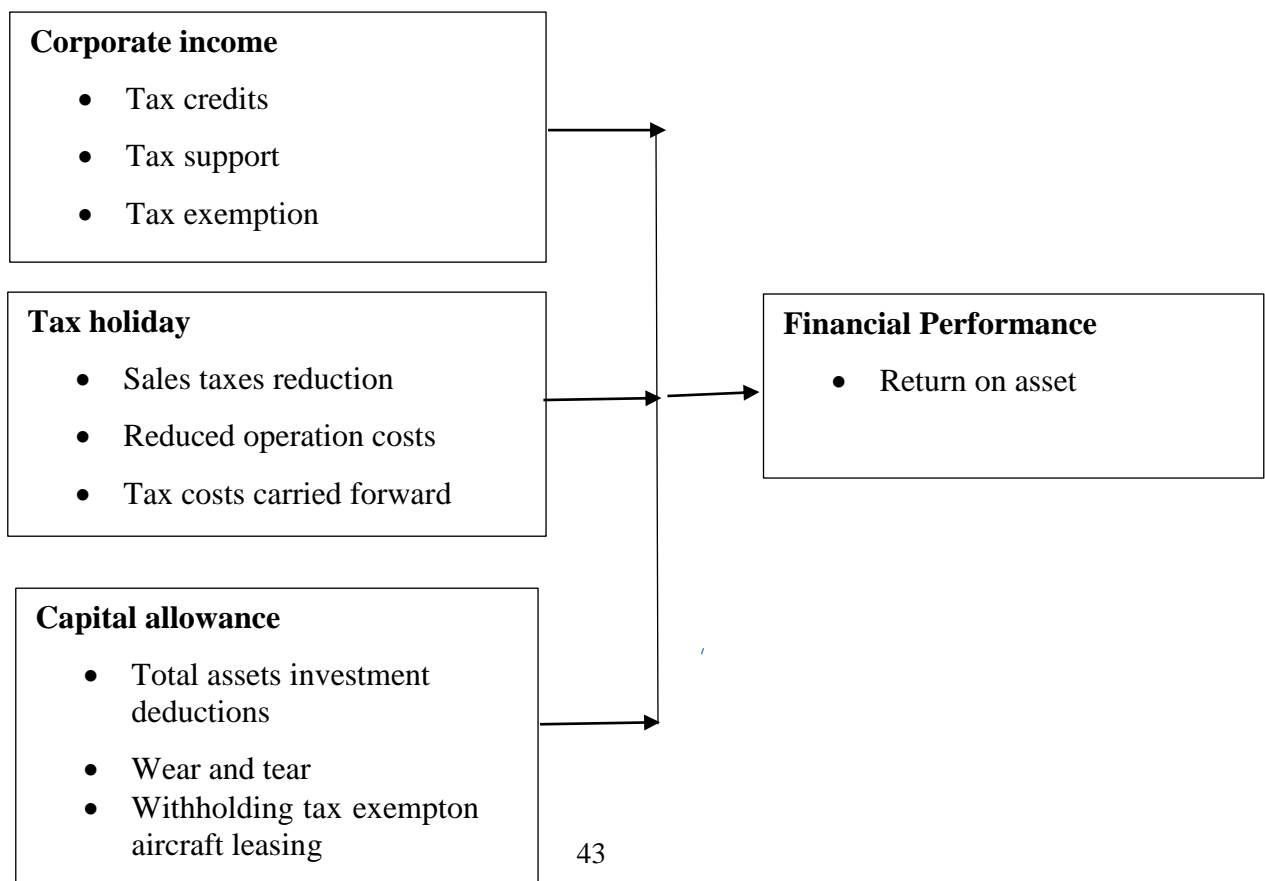 Corporate income
• Tax credits
• Tax support
• Tax exemption
Tax holiday
• Sales taxes reduction
• Reduced operation costs
• Tax costs carried forward
Capital allowance
• Total assets investment
deductions
• Wear and tear
• Withholding tax exempton
aircraft leasing
Financial Performance
• Return on asset
43